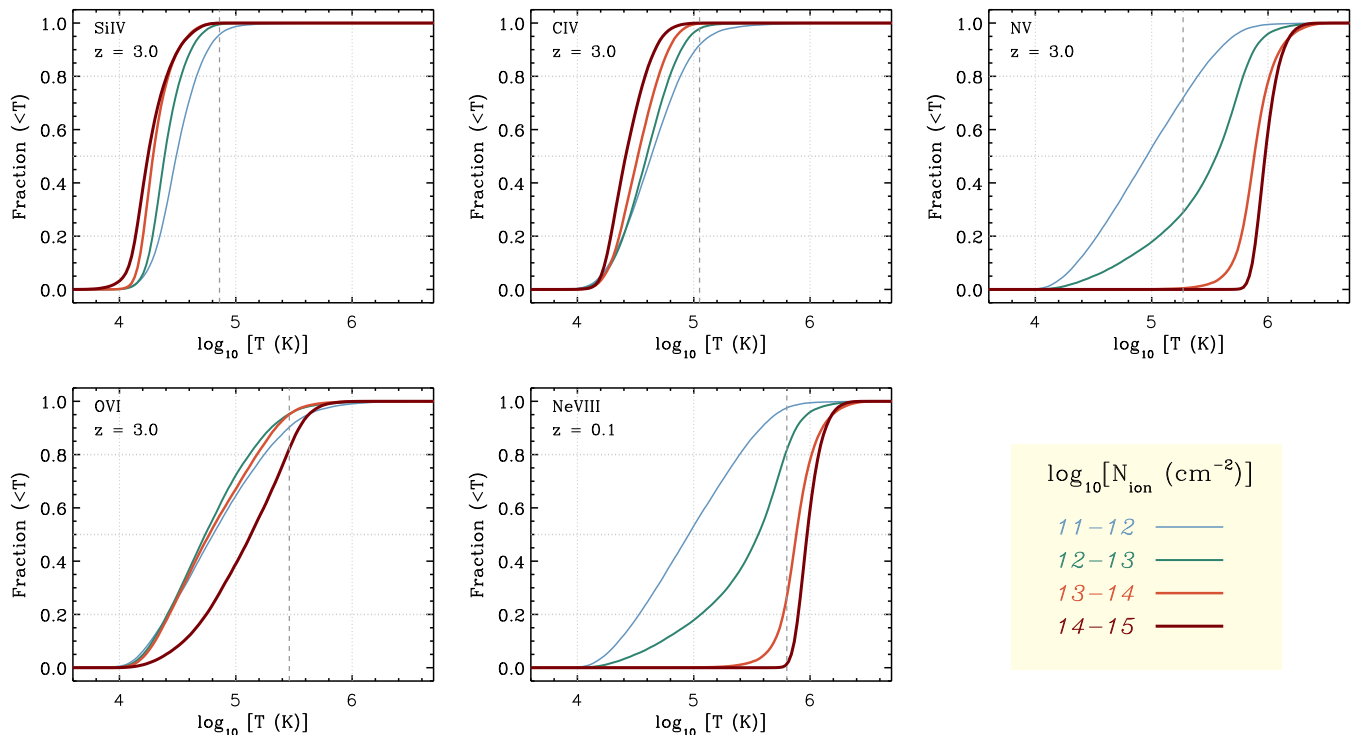 SiIV
z = 3.0
Fraction (<T)
1.0
0.8
0.6
0.4
0.2
0.0
4 5 6
log10 [T (K)]
CIV
z = 3.0
Fraction (<T)
1.0
0.8
0.6
0.4
0.2
0.0
4 5 6
log10 [T (K)]
NV
z = 3.0
Fraction (<T)
1.0
0.8
0.6
0.4
0.2
0.0
4 5 6
log10 [T (K)]
OVI
z = 3.0
Fraction (<T)
1.0
0.8
0.6
0.4
0.2
0.0
4 5 6
log10 [T (K)]
NeVIII
z = 0.1
Fraction (<T)
1.0
0.8
0.6
0.4
0.2
0.0
4 5 6
log10 [T (K)]
log10[Nion (cm−2)]
11−12
12−13
13−14
14−15